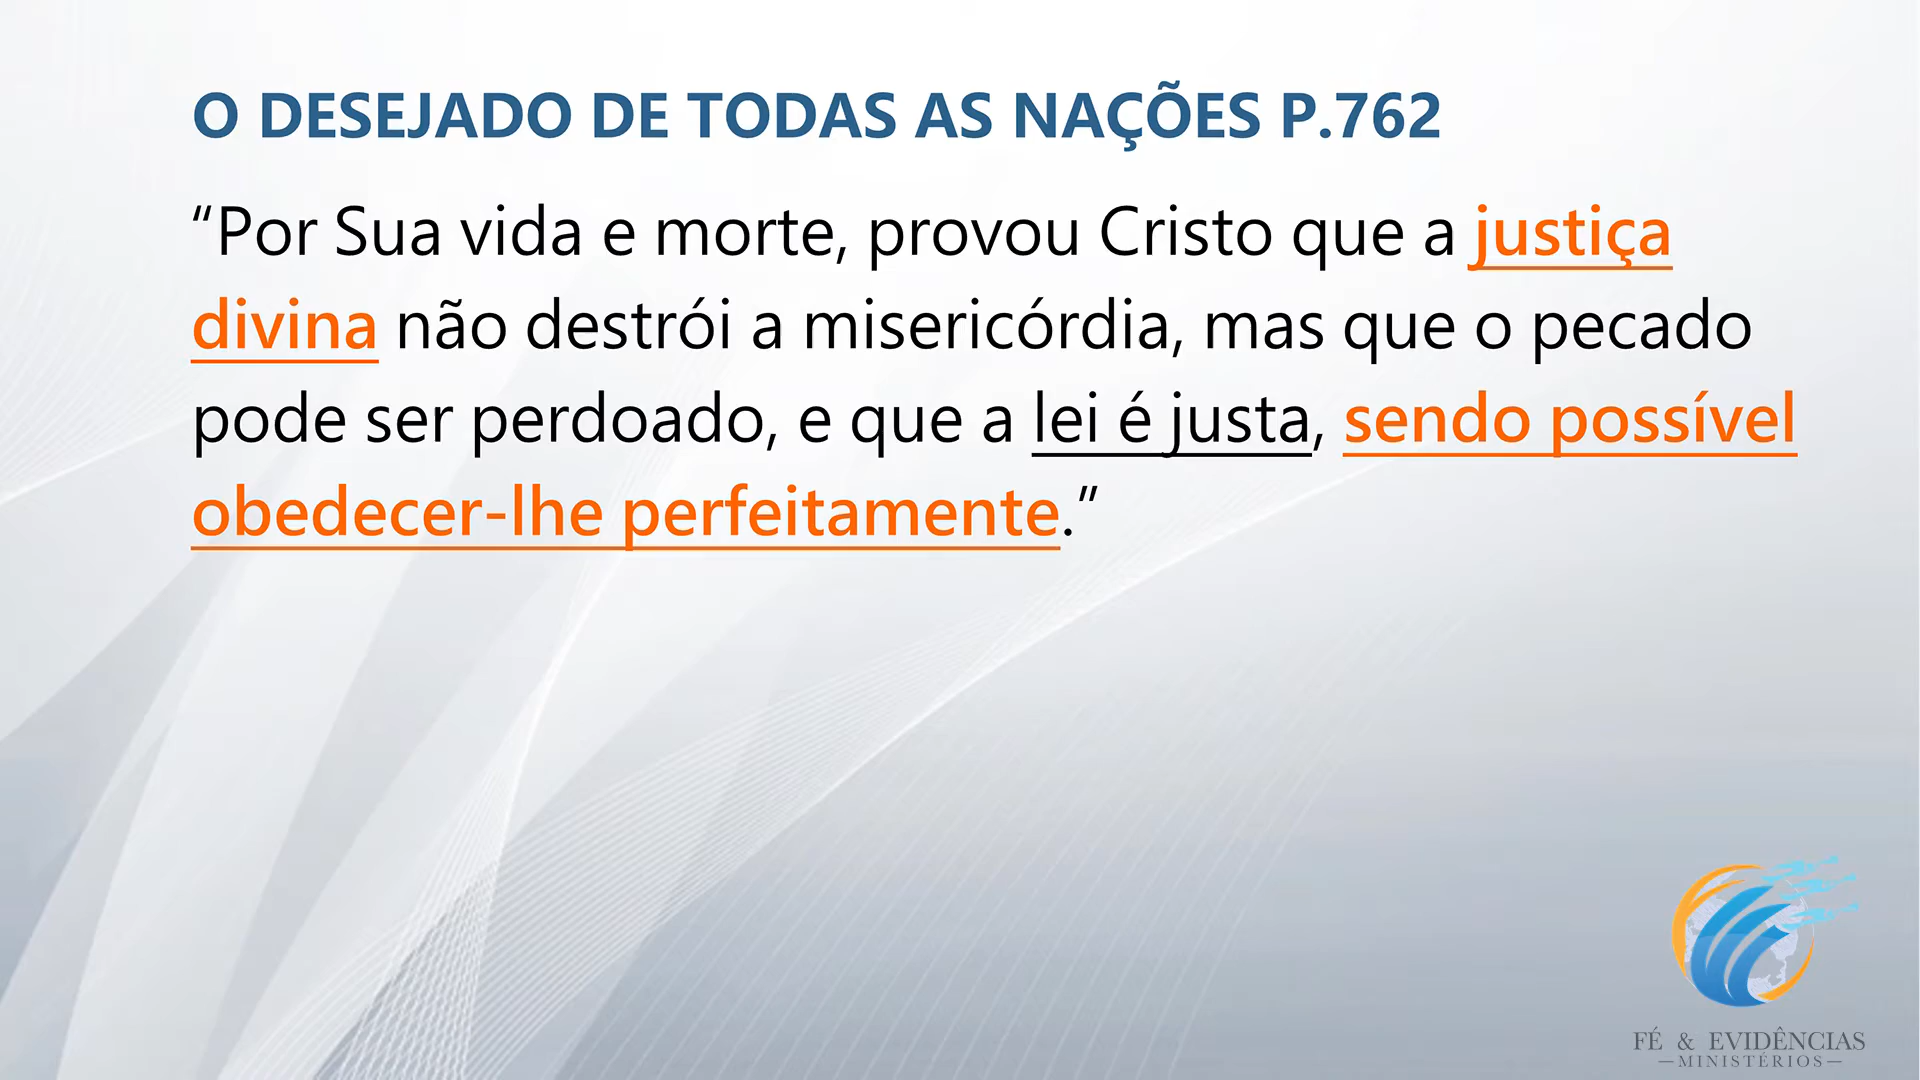 O DESEJADO DE TODAS AS NAÇÕES P.762
“Por Sua vida e morte, provou Cristo que a justiça
divina não destrói a misericórdia, mas que o pecado
pode ser perdoado, e que a lei é justa, sendo possível
obedecer-lhe perfeitamente.”
FÉ & EVIDÊNCIAS
—MINISTÉRIOS—